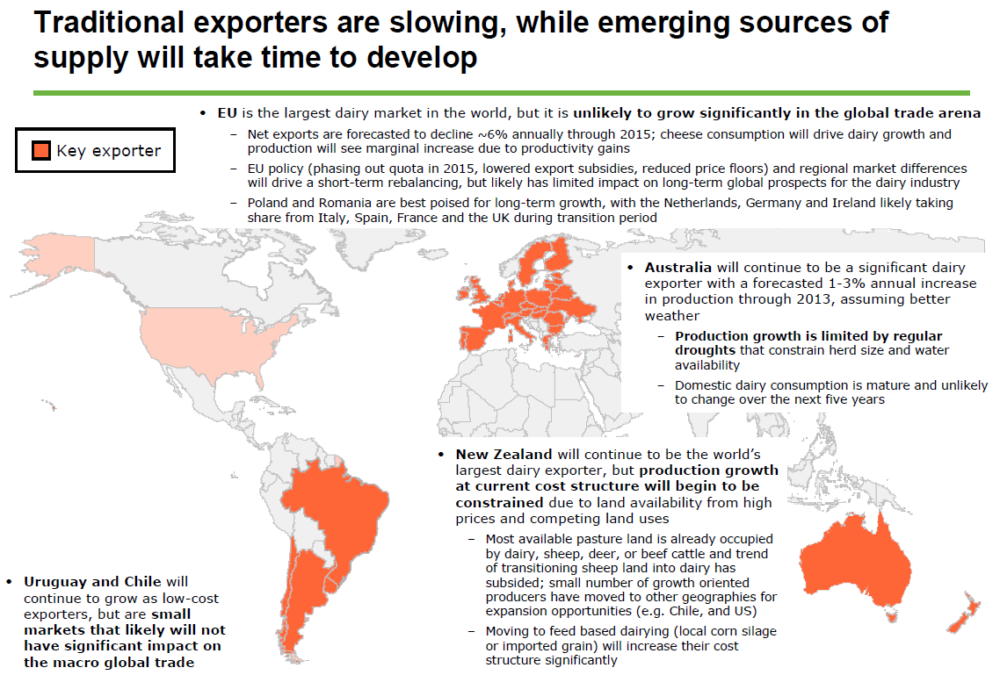 Traditional exporters are slowing, while emerging sources of
supply will take time to develop
Key exporter
• EU is the largest dairy market in the world, but it is unlikely to grow significantly in the global trade arena
– Net exports are forecasted to decline ~6% annually through 2015; cheese consumption will drive dairy growth and
production will see marginal increase due to productivity gains
– EU policy (phasing out quota in 2015, lowered export subsidies, reduced price floors) and regional market differences
will drive a short-term rebalancing, but likely has limited impact on long-term global prospects for the dairy industry
– Poland and Romania are best poised for long-term growth, with the Netherlands, Germany and Ireland likely taking
share from Italy, Spain, France and the UK during transition period
• Australia will continue to be a significant dairy
exporter with a forecasted 1-3% annual increase
in production through 2013, assuming better
weather
– Production growth is limited by regular
droughts that constrain herd size and water
availability
– Domestic dairy consumption is mature and unlikely
to change over the next five years
• New Zealand will continue to be the world's
largest dairy exporter, but production growth
at current cost structure will begin to be
constrained due to land availability from high
prices and competing land uses
– Most available pasture land is already occupied
by dairy, sheep, deer, or beef cattle and trend
of transitioning sheep land into dairy has
subsided; small number of growth oriented
producers have moved to other geographies for
expansion opportunities (e.g. Chile, and US)
– Moving to feed based dairying (local corn silage
or imported grain) will increase their cost
structure significantly
• Uruguay and Chile will
continue to grow as low-cost
exporters, but are small
markets that likely will not
have significant impact on
the macro global trade